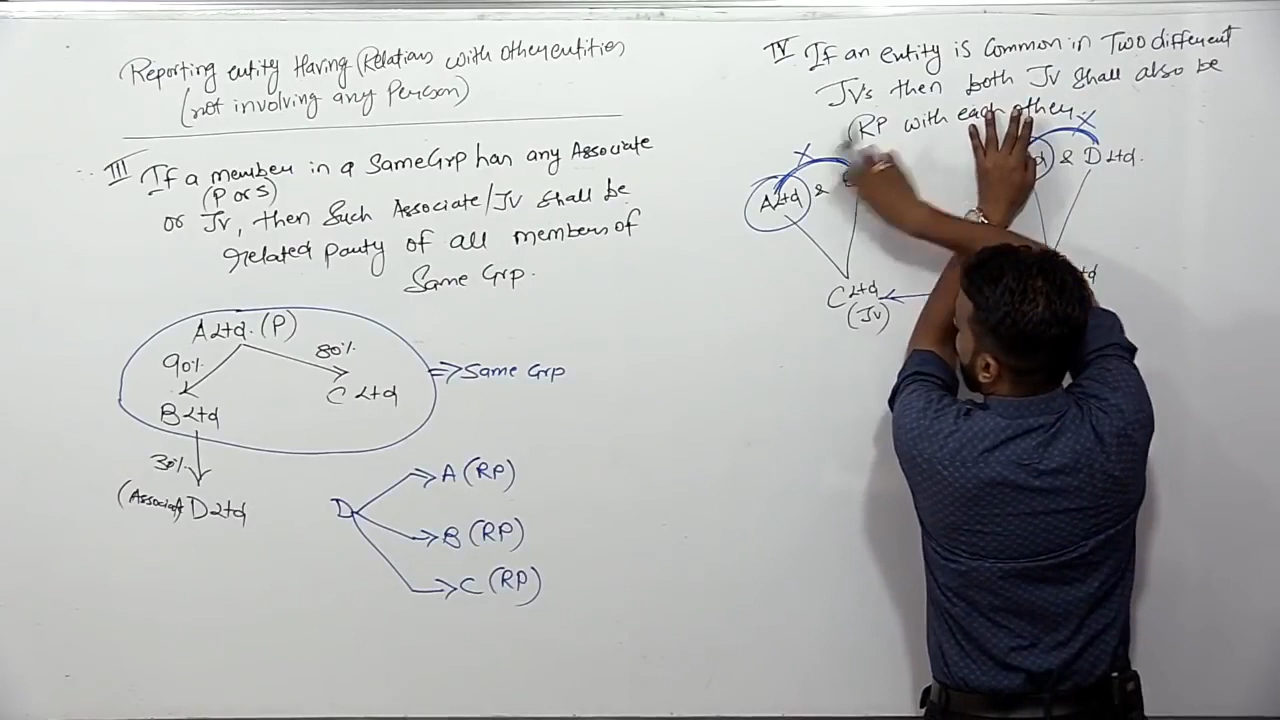 Reporting entity Having Relations with other entities
(not involving any Person)
III If a member in a Same Grp has any Associate
(P or S)
or JV, then Such Associate/JV Shall be
related party of all members of
Same Grp.
A Ltd. (P)
90% 80%
B Ltd C Ltd
⇒ Same Grp
30%
(Associate) D Ltd
D
A (RP)
B (RP)
C (RP)
IV If an entity is Common in Two different
JV's then both JV Shall also be
RP with each other.
A Ltd &
& D Ltd.
C Ltd
(JV)